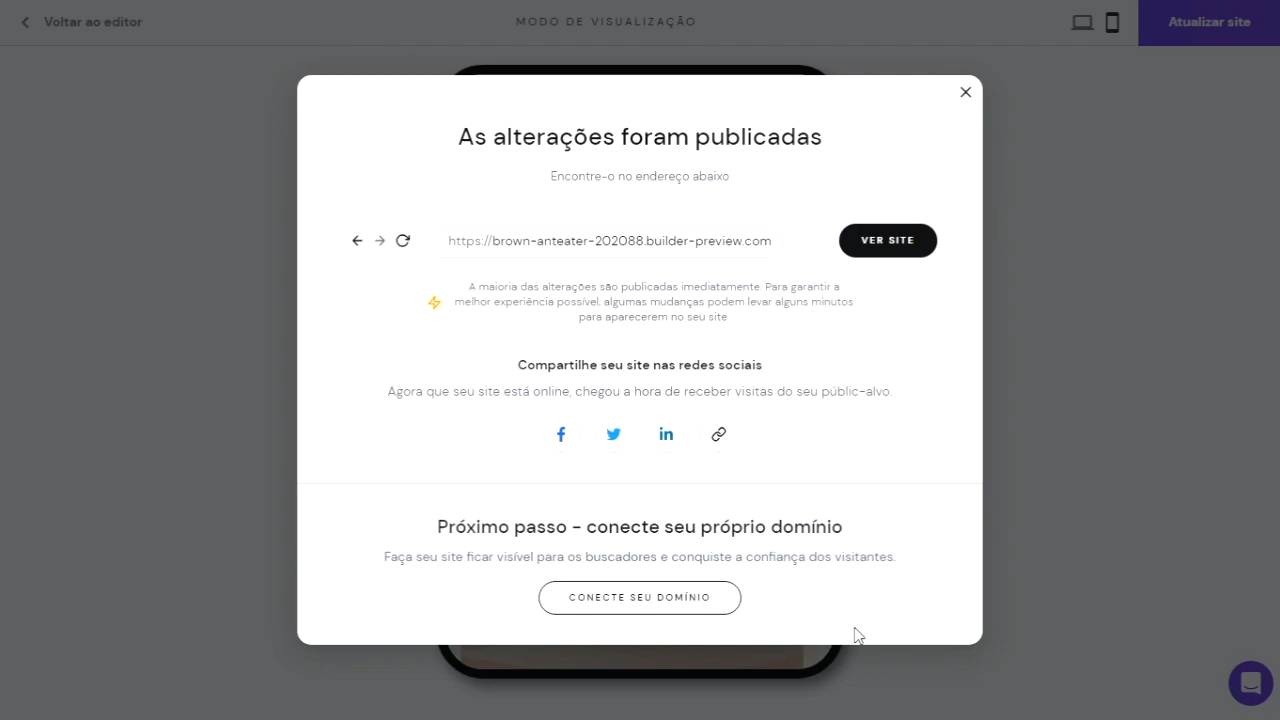 Voltar ao editor
MODO DE VISUALIZAÇÃO
Atualizar site
As alterações foram publicadas
Encontre-o no endereço abaixo
https://brown-anteater-202088.builder-preview.com
VER SITE
A maioria das alterações são publicadas imediatamente. Para garantir a
melhor experiência possível, algumas mudanças podem levar alguns minutos
para aparecerem no seu site
Compartilhe seu site nas redes sociais
Agora que seu site está online, chegou a hora de receber visitas do seu públic-alvo.
Próximo passo - conecte seu próprio domínio
Faça seu site ficar visível para os buscadores e conquiste a confiança dos visitantes.
CONECTE SEU DOMÍNIO